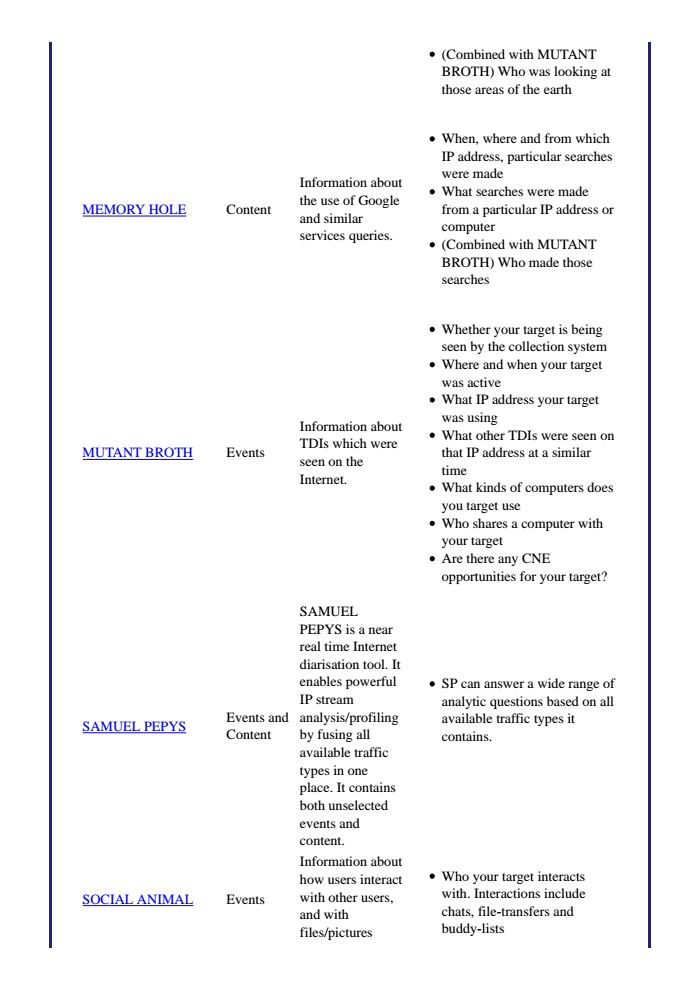 (Combined with MUTANT
BROTH) Who was looking at
those areas of the earth
MEMORY HOLE
Content
Information about
the use of Google
and similar
services queries.
When, where and from which
IP address, particular searches
were made
What searches were made
from a particular IP address or
computer
(Combined with MUTANT
BROTH) Who made those
searches
MUTANT BROTH
Events
Information about
TDIs which were
seen on the
Internet.
Whether your target is being
seen by the collection system
Where and when your target
was active
What IP address your target
was using
What other TDIs were seen on
that IP address at a similar
time
What kinds of computers does
you target use
Who shares a computer with
your target
Are there any CNE
opportunities for your target?
SAMUEL PEPYS
Events and
Content
SAMUEL
PEPYS is a near
real time Internet
diarisation tool. It
enables powerful
IP stream
analysis/profiling
by fusing all
available traffic
types in one
place. It contains
both unselected
events and
content.
SP can answer a wide range of
analytic questions based on all
available traffic types it
contains.
SOCIAL ANIMAL
Events
Information about
how users interact
with other users,
and with
files/pictures
Who your target interacts
with. Interactions include
chats, file-transfers and
buddy-lists